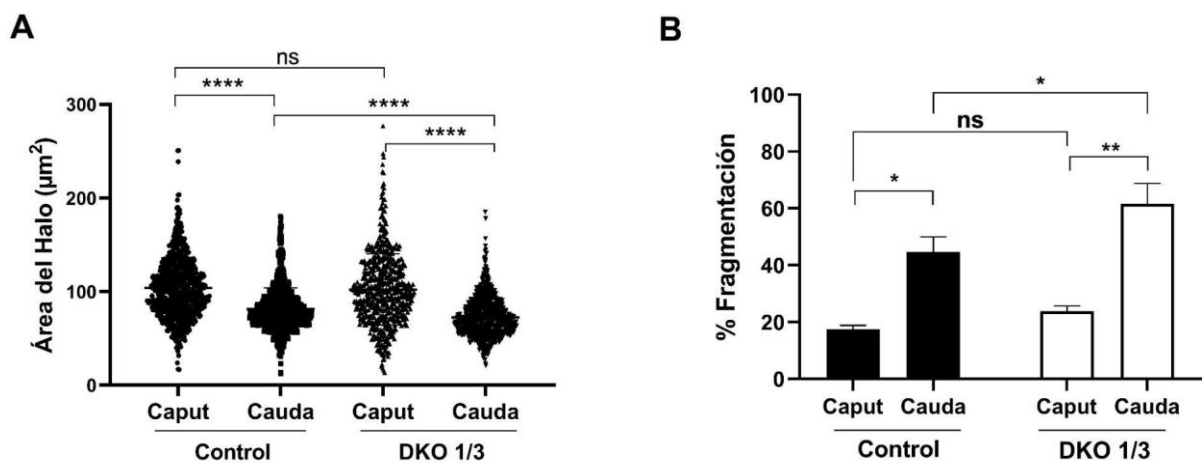 A
ns
****
****
****
Área del Halo (µm²)
300
200
100
0
Caput
Cauda
Caput
Cauda
Control
DKO 1/3
B
*
ns
**
*
% Fragmentación
100
80
60
40
20
0
Caput
Cauda
Caput
Cauda
Control
DKO 1/3